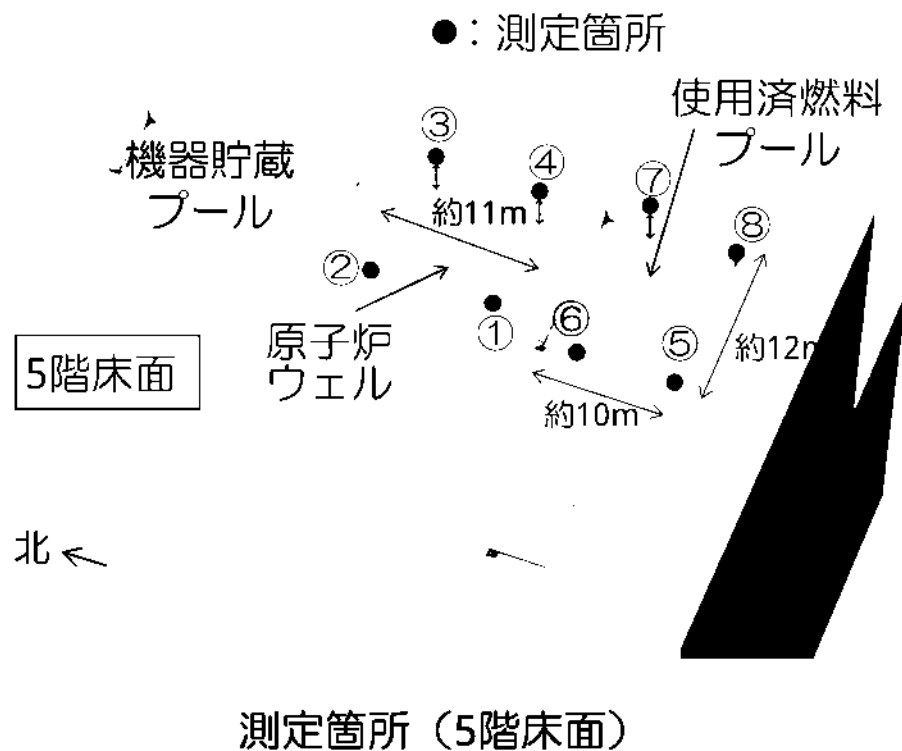 ●：測定箇所
使用済燃料
プール
③
④
⑦
機器貯蔵
プール
約11m
⑧
②
①
⑥
原子炉
ウェル
⑤
約12m
5階床面
約10m
北
測定箇所（5階床面）